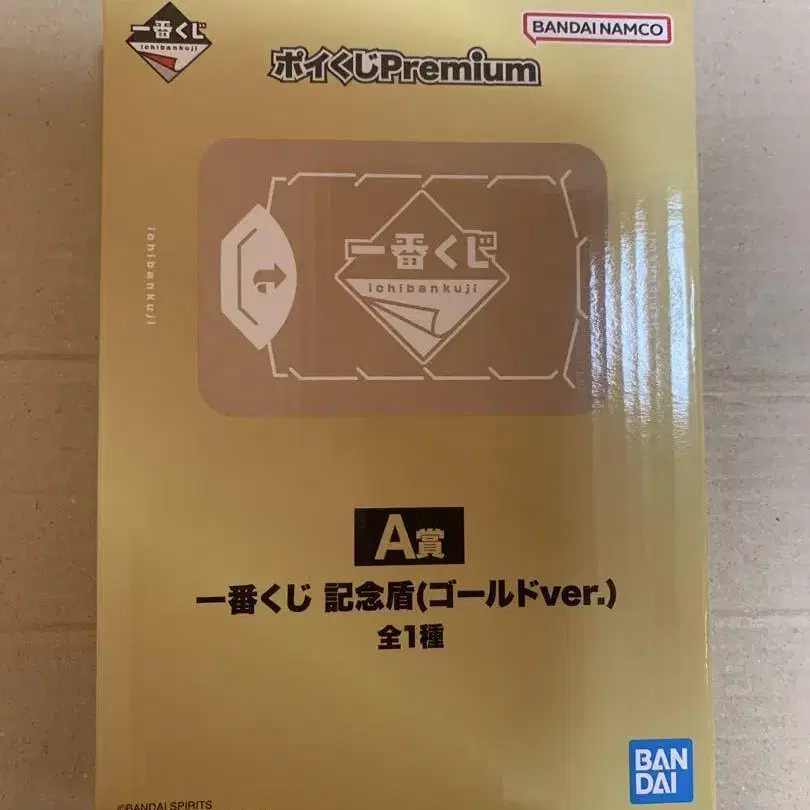 一番くじ
ichibankuji
BANDAI NAMCO
ポイくじPremium
ichibankuji
一番くじ
ichibankuji
A賞
一番くじ 記念盾(ゴールドver.)
全1種
BAN
DAI
©BANDAI SPIRITS